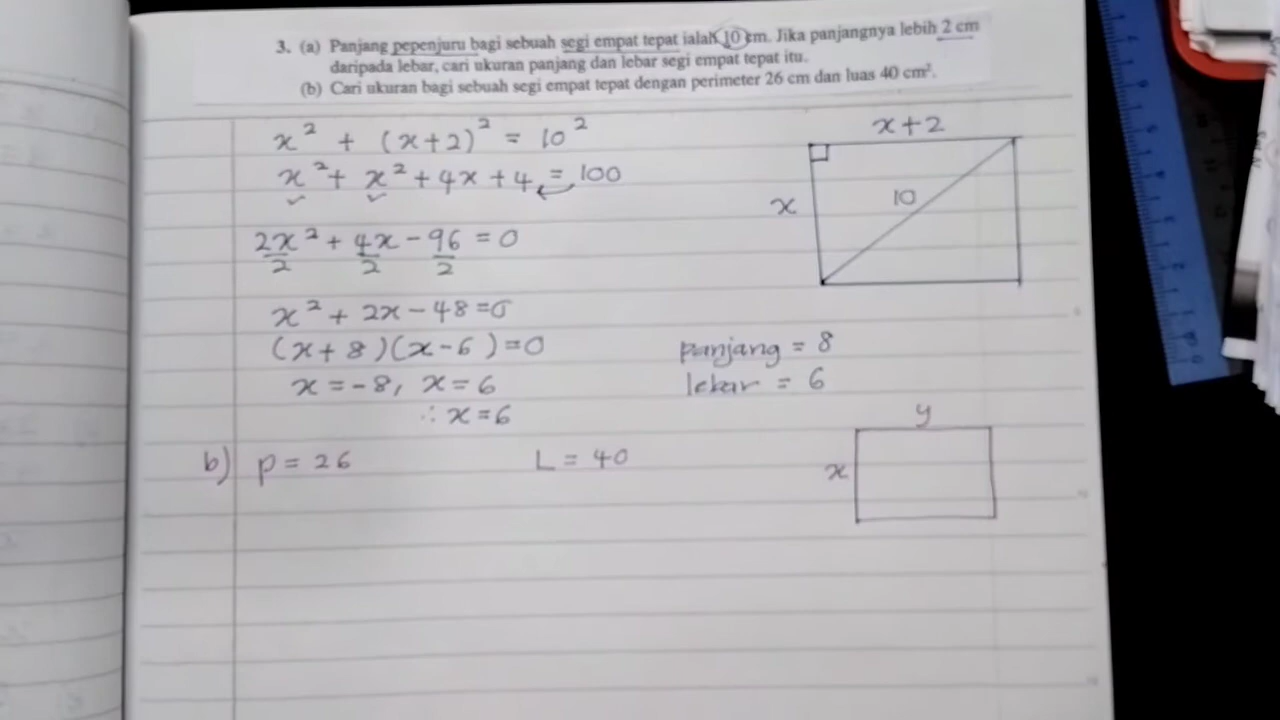 3. (a) Panjang pepenjuru bagi sebuah segi empat tepat ialah 10 cm. Jika panjangnya lebih 2 cm
daripada lebar, cari ukuran panjang dan lebar segi empat tepat itu.
(b) Cari ukuran bagi sebuah segi empat tepat dengan perimeter 26 cm dan luas 40 cm².
x² + (x+2)² = 10²
x² + x² + 4x + 4 = 100
2x²/2 + 4x/2 - 96/2 = 0
x² + 2x - 48 = 0
(x + 8)(x - 6) = 0
x = -8, x = 6
∴ x = 6
x+2
x
10
panjang = 8
lebar = 6
b) P = 26
L = 40
y
x